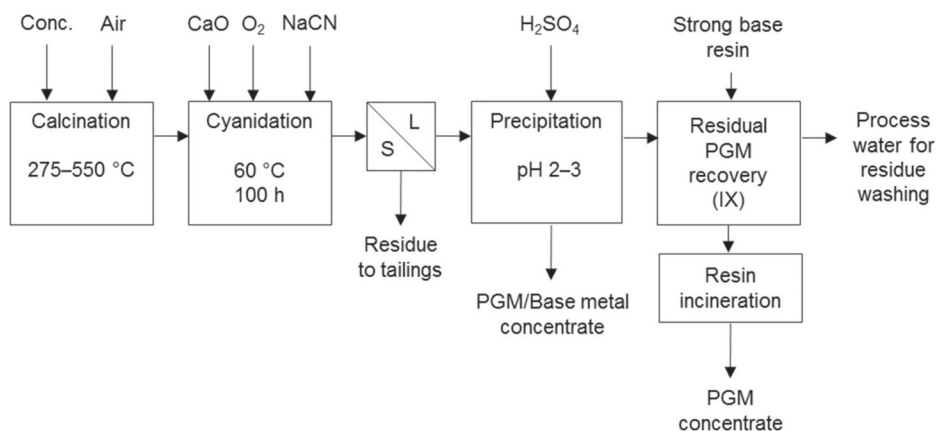 Conc.
Air
CaO
O₂
NaCN
H₂SO₄
Strong base
resin
Calcination
275–550 °C
Cyanidation
60 °C
100 h
L
S
Precipitation
pH 2–3
Residual
PGM
recovery
(IX)
Process
water for
residue
washing
Residue
to tailings
PGM/Base metal
concentrate
Resin
incineration
PGM
concentrate